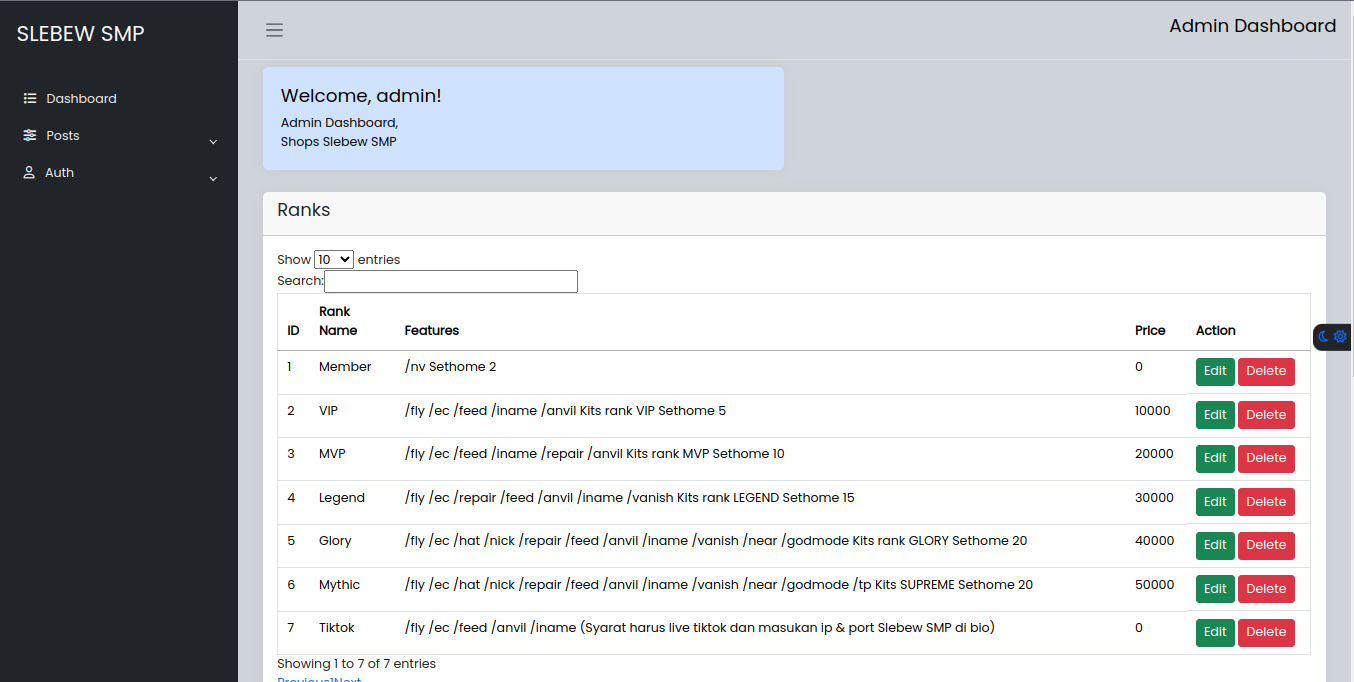 SLEBEW SMP
Admin Dashboard
Dashboard
Posts
Auth
Welcome, admin!
Admin Dashboard,
Shops Slebew SMP
Ranks
Show 10 entries
Search:
ID Rank Name Features Price Action
1 Member /nv Sethome 2 0 Edit Delete
2 VIP /fly /ec /feed /iname /anvil Kits rank VIP Sethome 5 10000 Edit Delete
3 MVP /fly /ec /feed /iname /repair /anvil Kits rank MVP Sethome 10 20000 Edit Delete
4 Legend /fly /ec /repair /feed /anvil /iname /vanish Kits rank LEGEND Sethome 15 30000 Edit Delete
5 Glory /fly /ec /hat /nick /repair /feed /anvil /iname /vanish /near /godmode Kits rank GLORY Sethome 20 40000 Edit Delete
6 Mythic /fly /ec /hat /nick /repair /feed /anvil /iname /vanish /near /godmode /tp Kits SUPREME Sethome 20 50000 Edit Delete
7 Tiktok /fly /ec /feed /anvil /iname (Syarat harus live tiktok dan masukan ip & port Slebew SMP di bio) 0 Edit Delete
Showing 1 to 7 of 7 entries
Previous1Next